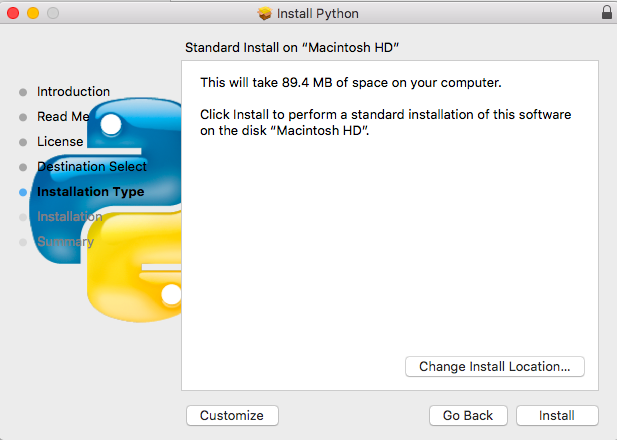 Install Python
Standard Install on “Macintosh HD”
Introduction
Read Me
License
Destination Select
Installation Type
Installation
Summary
This will take 89.4 MB of space on your computer.
Click Install to perform a standard installation of this software
on the disk “Macintosh HD”.
Change Install Location...
Customize
Go Back
Install